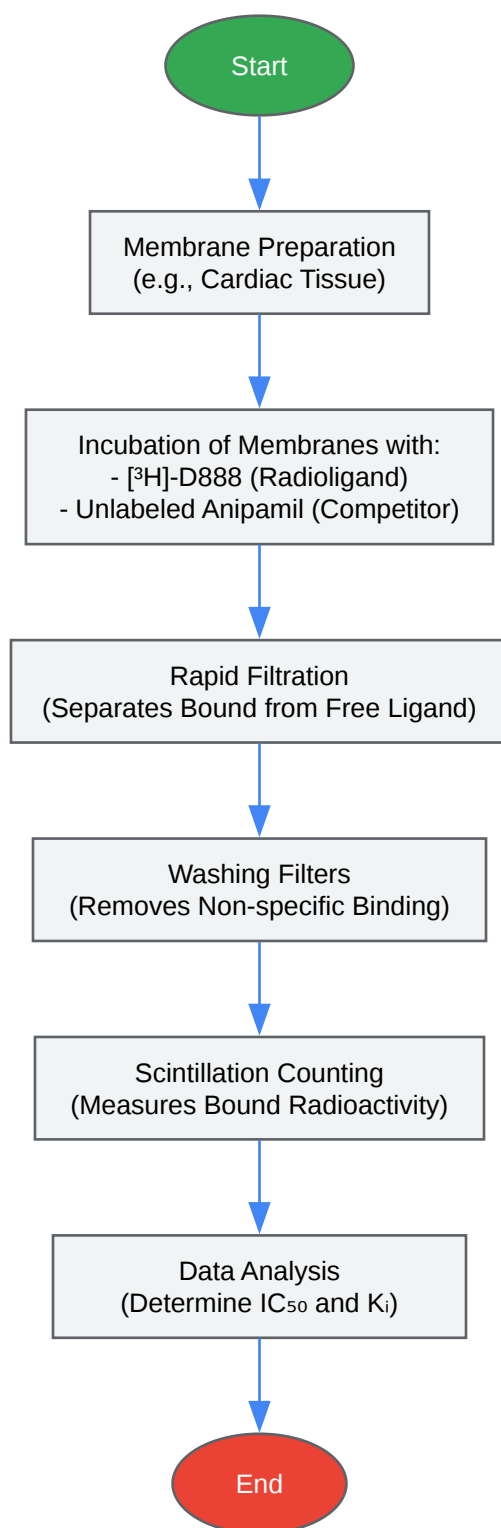 Start
Membrane Preparation
(e.g., Cardiac Tissue)
Incubation of Membranes with:
- [³H]-D888 (Radioligand)
- Unlabeled Anipamil (Competitor)
Rapid Filtration
(Separates Bound from Free Ligand)
Washing Filters
(Removes Non-specific Binding)
Scintillation Counting
(Measures Bound Radioactivity)
Data Analysis
(Determine IC₅₀ and Kᵢ)
End